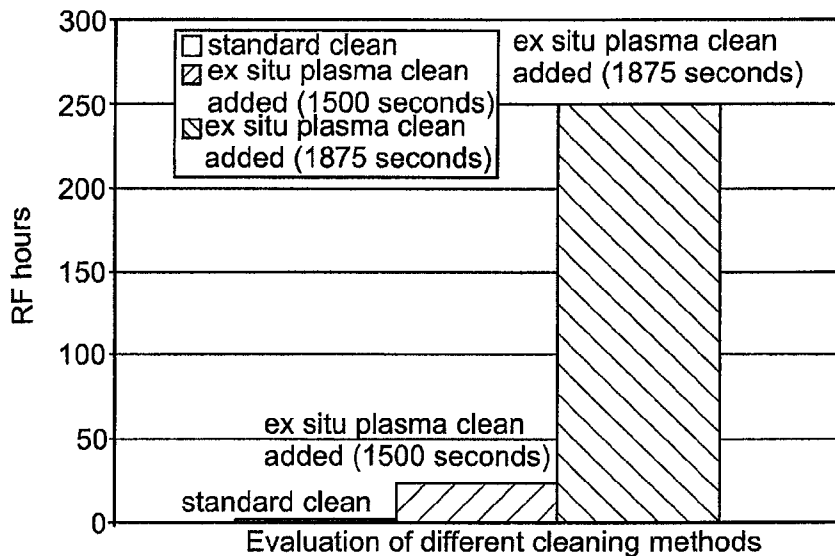 300
250
200
150
100
50
0
RF hours
standard clean
ex situ plasma clean
added (1500 seconds)
ex situ plasma clean
added (1875 seconds)
ex situ plasma clean
added (1875 seconds)
ex situ plasma clean
added (1500 seconds)
standard clean
Evaluation of different cleaning methods